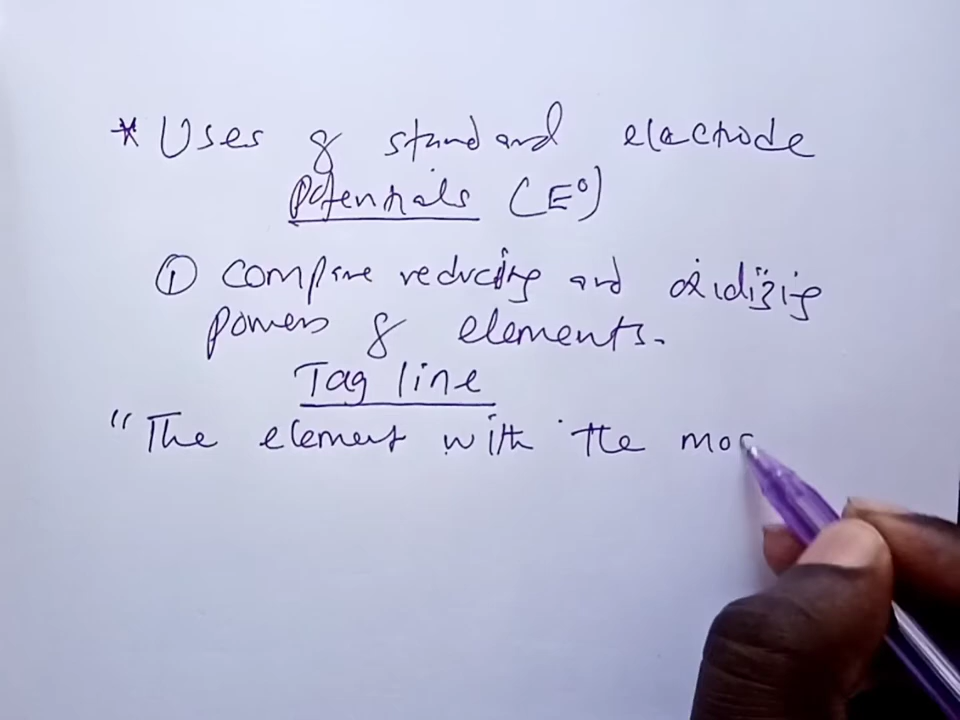 * Uses of standard electrode
potentials (E°)
① Compare reducing and oxidizing
powers of elements.
Tag line
"The element with the mos